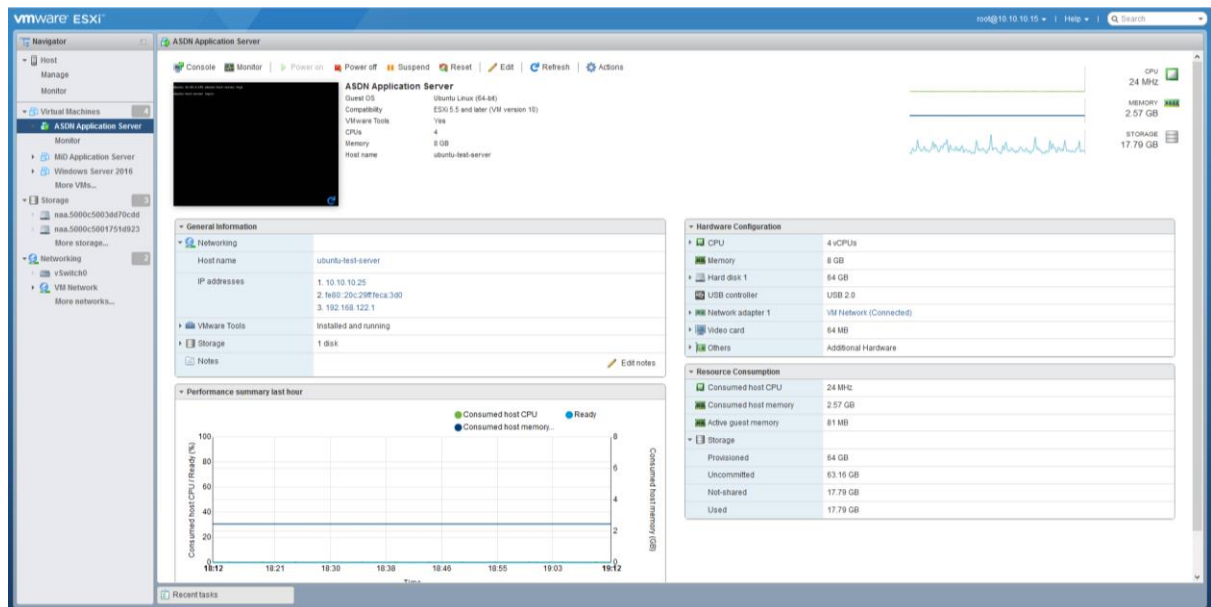 vmware ESXi™
root@10.10.10.15 | Help | Search
Navigator
Host
Manage
Monitor
Virtual Machines 4
ASDN Application Server
Monitor
MiD Application Server
Windows Server 2016
More VMs...
Storage 3
naa.5000c5003dd70cdd
naa.5000c5001751d923
More storage...
Networking 2
vSwitch0
VM Network
More networks...
ASDN Application Server
Console Monitor | Power on Power off Suspend Reset | Edit | Refresh | Actions
ASDN Application Server
Guest OS Ubuntu Linux (64-bit)
Compatibility ESXi 5.5 and later (VM version 10)
VMware Tools Yes
CPUs 4
Memory 8 GB
Host name ubuntu-test-server
CPU
24 MHz
MEMORY
2.57 GB
STORAGE
17.79 GB
General Information
Networking
Host name ubuntu-test-server
IP addresses 1. 10.10.10.25
2. fe80::20c:29ff:feca:3d0
3. 192.168.122.1
VMware Tools Installed and running
Storage 1 disk
Notes Edit notes
Performance summary last hour
Consumed host CPU Ready
Consumed host memory...
Consumed host CPU / Ready (%)
100
80
60
40
20
0
Consumed host memory (GB)
8
6
4
2
0
18:12 18:21 18:30 18:38 18:46 18:55 19:03 19:12
Time
Hardware Configuration
CPU 4 vCPUs
Memory 8 GB
Hard disk 1 64 GB
USB controller USB 2.0
Network adapter 1 VM Network (Connected)
Video card 64 MB
Others Additional Hardware
Resource Consumption
Consumed host CPU 24 MHz
Consumed host memory 2.57 GB
Active guest memory 81 MB
Storage
Provisioned 64 GB
Uncommitted 63.16 GB
Not-shared 17.79 GB
Used 17.79 GB
Recent tasks